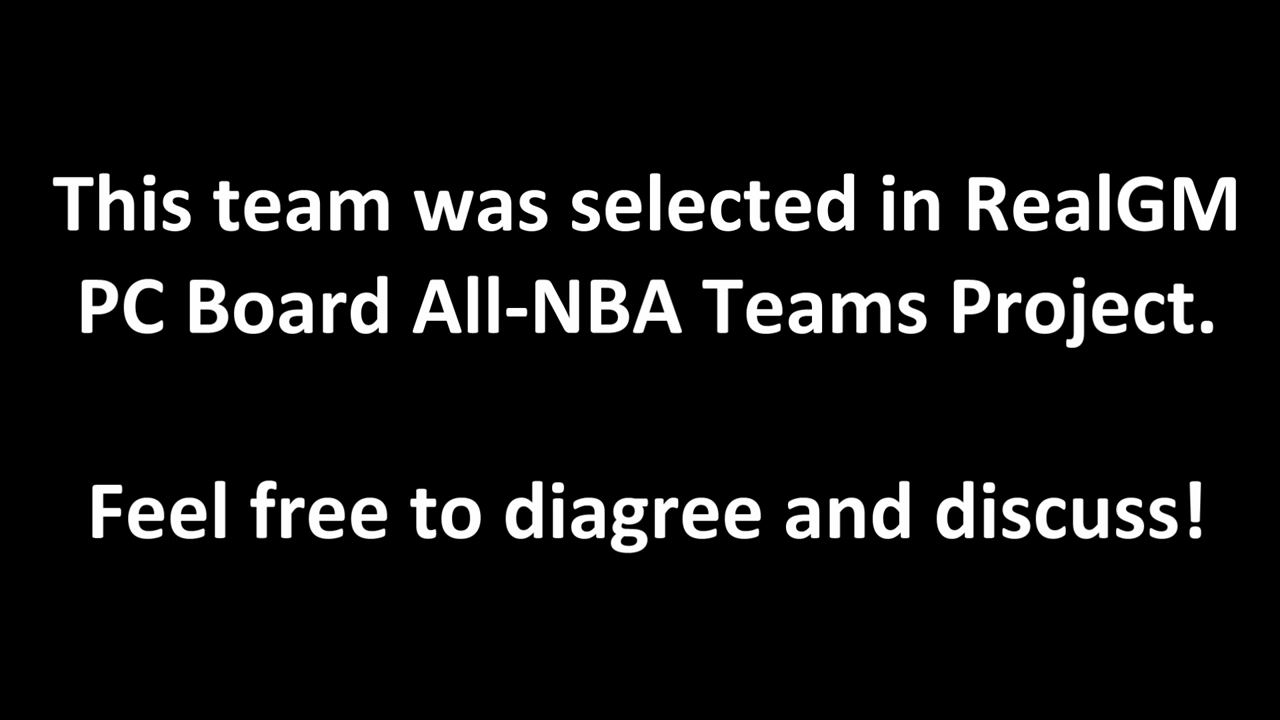 This team was selected in RealGM
PC Board All-NBA Teams Project.
Feel free to diagree and discuss!